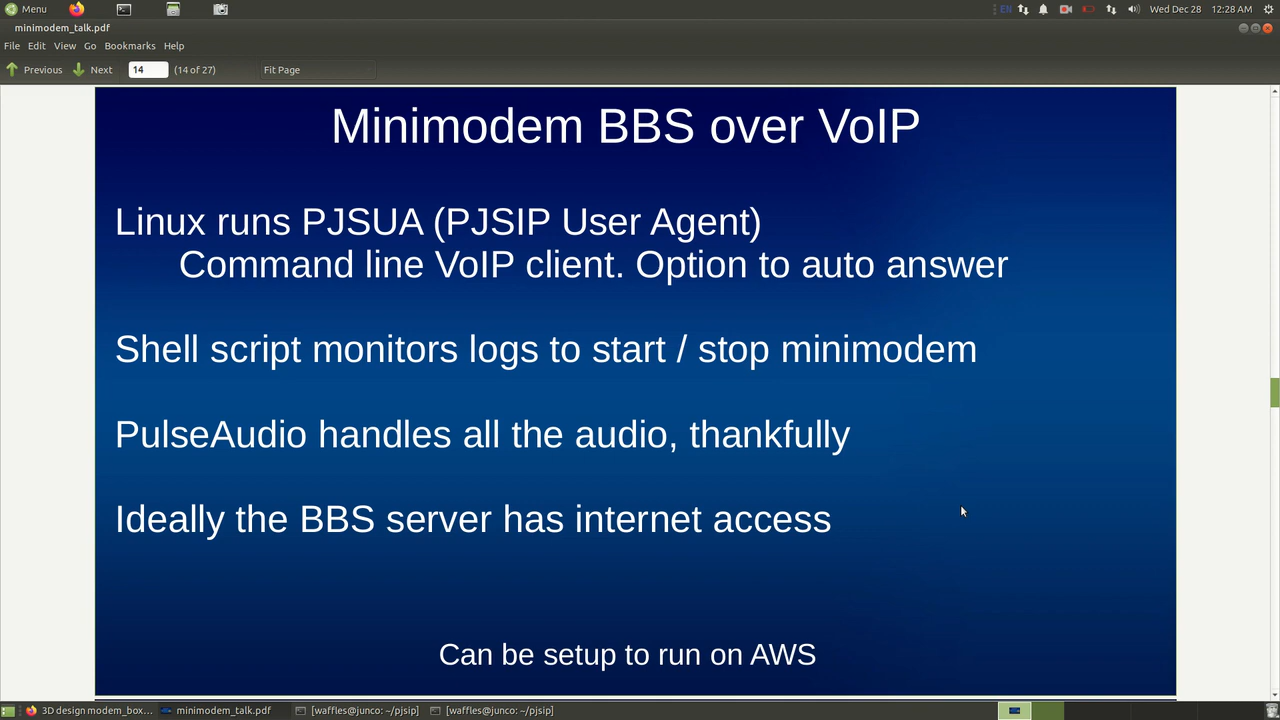 Menu
EN
Wed Dec 28 12:28 AM
minimodem_talk.pdf
File Edit View Go Bookmarks Help
Previous Next 14 (14 of 27) Fit Page
Minimodem BBS over VoIP
Linux runs PJSUA (PJSIP User Agent)
Command line VoIP client. Option to auto answer
Shell script monitors logs to start / stop minimodem
PulseAudio handles all the audio, thankfully
Ideally the BBS server has internet access
Can be setup to run on AWS
3D design modem_box... minimodem_talk.pdf [waffles@junco: ~/pjsip] [waffles@junco: ~/pjsip]